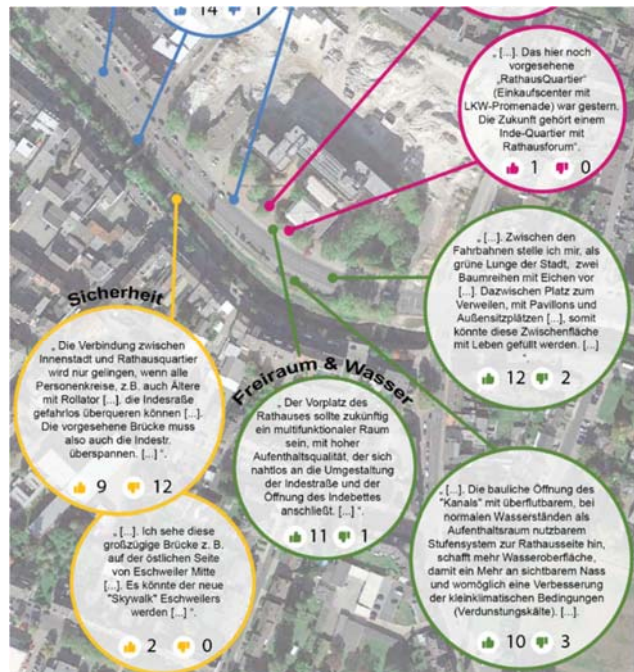 14 1
„ [...]. Das hier noch
vorgesehene
„RathausQuartier“
(Einkaufscenter mit
LKW-Promenade) war gestern.
Die Zukunft gehört einem
Inde-Quartier mit
Rathausforum“.
1 0
„ [...]. Zwischen den
Fahrbahnen stelle ich mir, als
grüne Lunge der Stadt, zwei
Baumreihen mit Eichen vor
[...]. Dazwischen Platz zum
Verweilen, mit Pavillons und
Außensitzplätzen [...], somit
könnte diese Zwischenfläche
mit Leben gefüllt werden. [...]
“.
12 2
Sicherheit
„ Die Verbindung zwischen
Innenstadt und Rathausquartier
wird nur gelingen, wenn alle
Personenkreise, z.B. auch Ältere
mit Rollator [...]. die Indesraße
gefahrlos überqueren können [...].
Die vorgesehene Brücke muss
also auch die Indestr.
überspannen. [...] “.
9 12
Freiraum & Wasser
„ Der Vorplatz des
Rathauses sollte zukünftig
ein multifunktionaler Raum
sein, mit hoher
Aufenthaltsqualität, der sich
nahtlos an die Umgestaltung
der Indestraße und der
Öffnung des Indebettes
anschließt. [...] “.
11 1
„ [...]. Ich sehe diese
großzügige Brücke z. B.
auf der östlichen Seite
von Eschweiler Mitte
[...]. Es könnte der neue
"Skywalk" Eschweilers
werden [...] “.
2 0
„ [...]. Die bauliche Öffnung des
"Kanals" mit überflutbarem, bei
normalen Wasserständen als
Aufenthaltsraum nutzbarem
Stufensystem zur Rathausseite hin,
schafft mehr Wasseroberfläche,
damit ein Mehr an sichtbarem Nass
und womöglich eine Verbesserung
der kleinklimatischen Bedingungen
(Verdunstungskälte). [...].
10 3